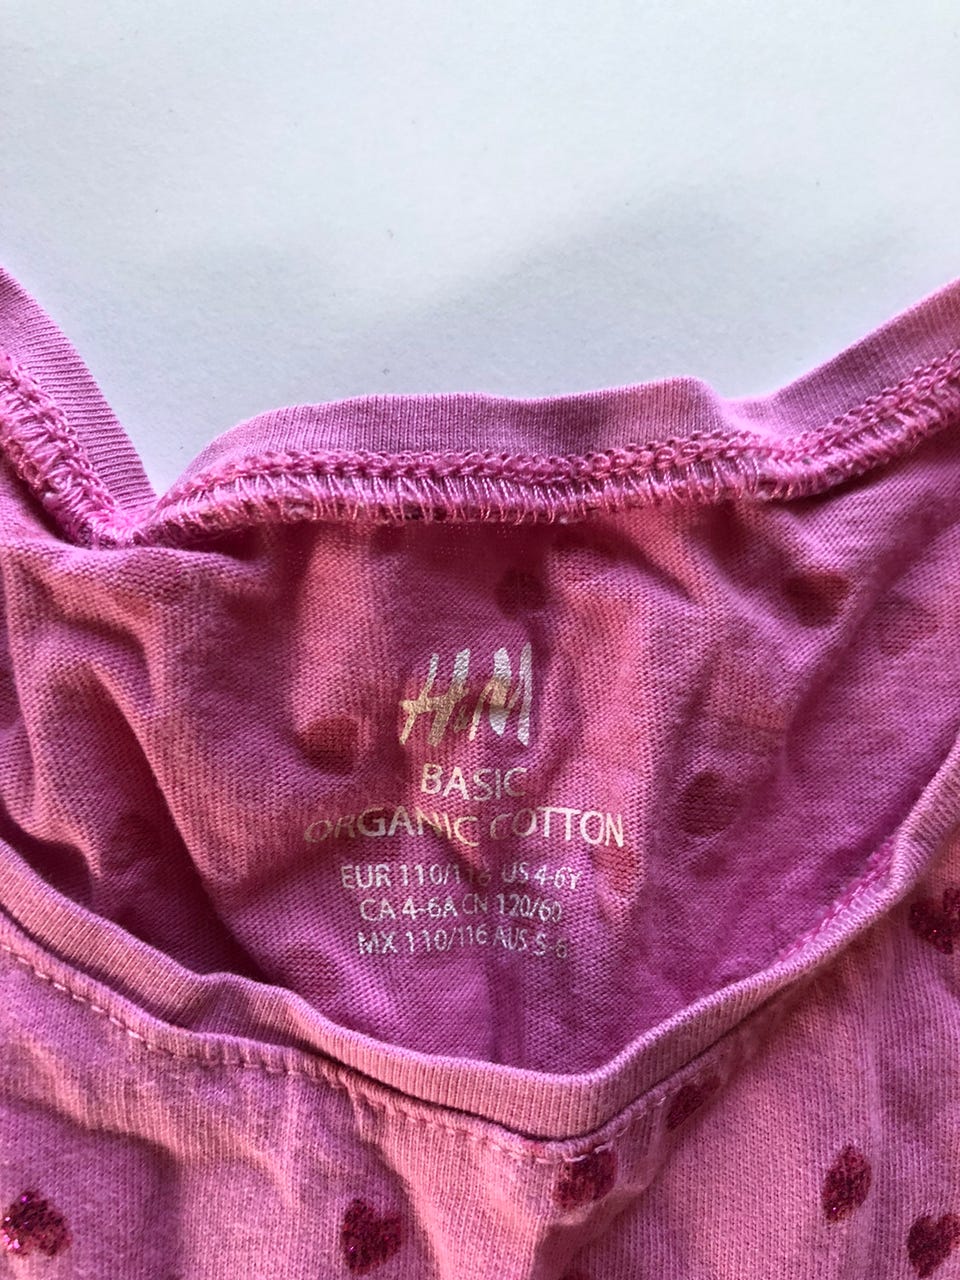 H&M
BASIC
ORGANIC COTTON
EUR 110/116 US 4-6Y
CA 4-6A CN 120/60
MX 110/116 AUS 5-6